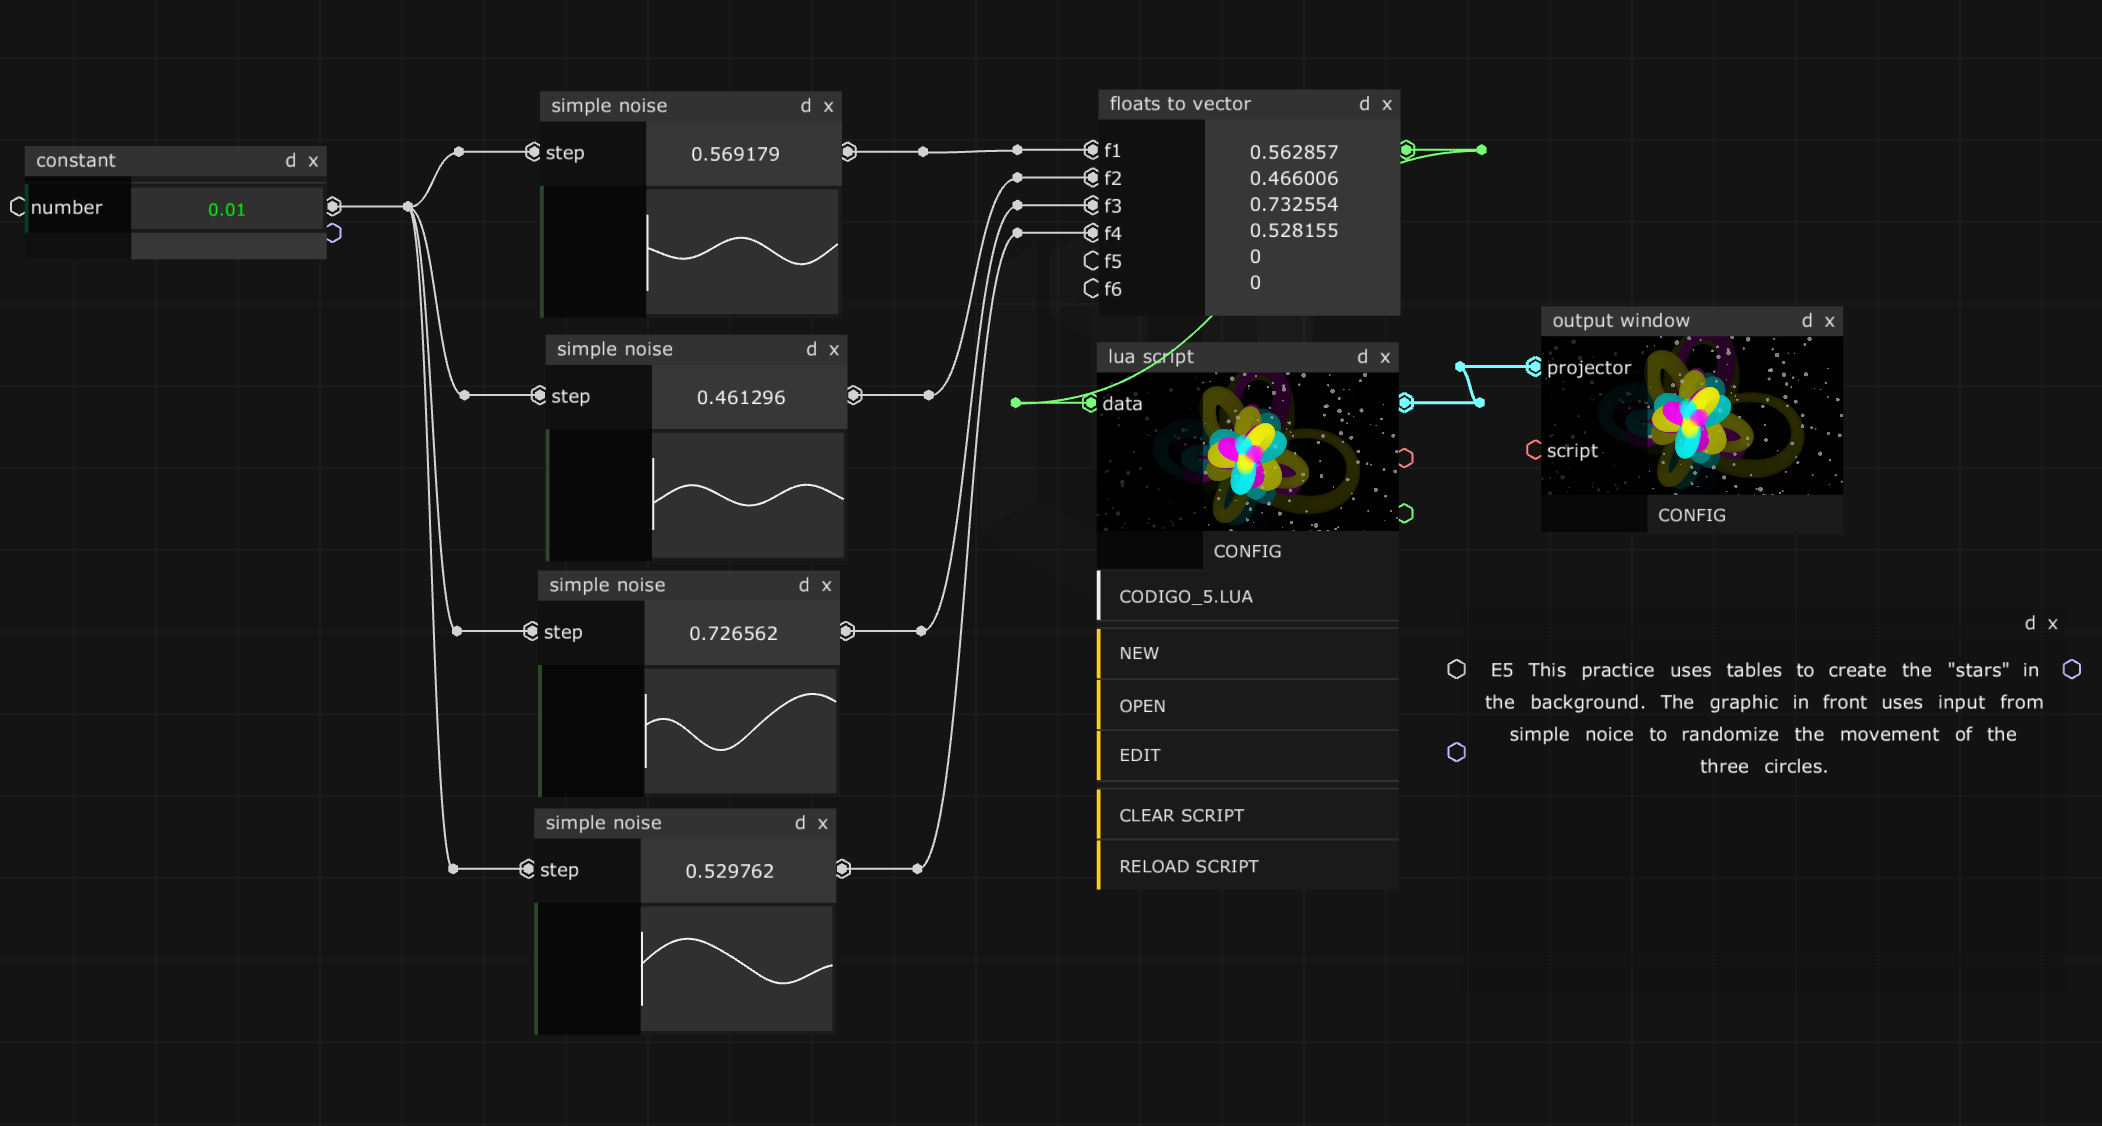 constant d x
number 0.01
simple noise d x
step 0.569179
simple noise d x
step 0.461296
simple noise d x
step 0.726562
simple noise d x
step 0.529762
floats to vector d x
f1 0.562857
f2 0.466006
f3 0.732554
f4 0.528155
f5 0
f6 0
lua script d x
data
CONFIG
CODIGO_5.LUA
NEW
OPEN
EDIT
CLEAR SCRIPT
RELOAD SCRIPT
output window d x
projector
script
CONFIG
d x
E5 This practice uses tables to create the "stars" in
the background. The graphic in front uses input from
simple noice to randomize the movement of the
three circles.